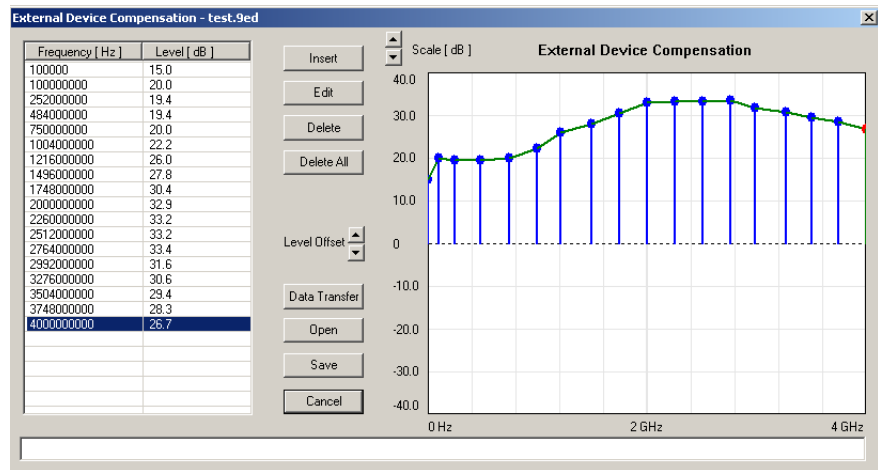 External Device Compensation - test.9ed
Frequency [ Hz ] Level [ dB ]
100000 15.0
100000000 20.0
252000000 19.4
484000000 19.4
750000000 20.0
1004000000 22.2
1216000000 26.0
1496000000 27.8
1748000000 30.4
2000000000 32.9
2260000000 33.2
2512000000 33.2
2764000000 33.4
2992000000 31.6
3276000000 30.6
3504000000 29.4
3748000000 28.3
4000000000 26.7
Insert
Edit
Delete
Delete All
Level Offset
Data Transfer
Open
Save
Cancel
Scale [ dB ] External Device Compensation
40.0
30.0
20.0
10.0
0
-10.0
-20.0
-30.0
-40.0
0 Hz 2 GHz 4 GHz